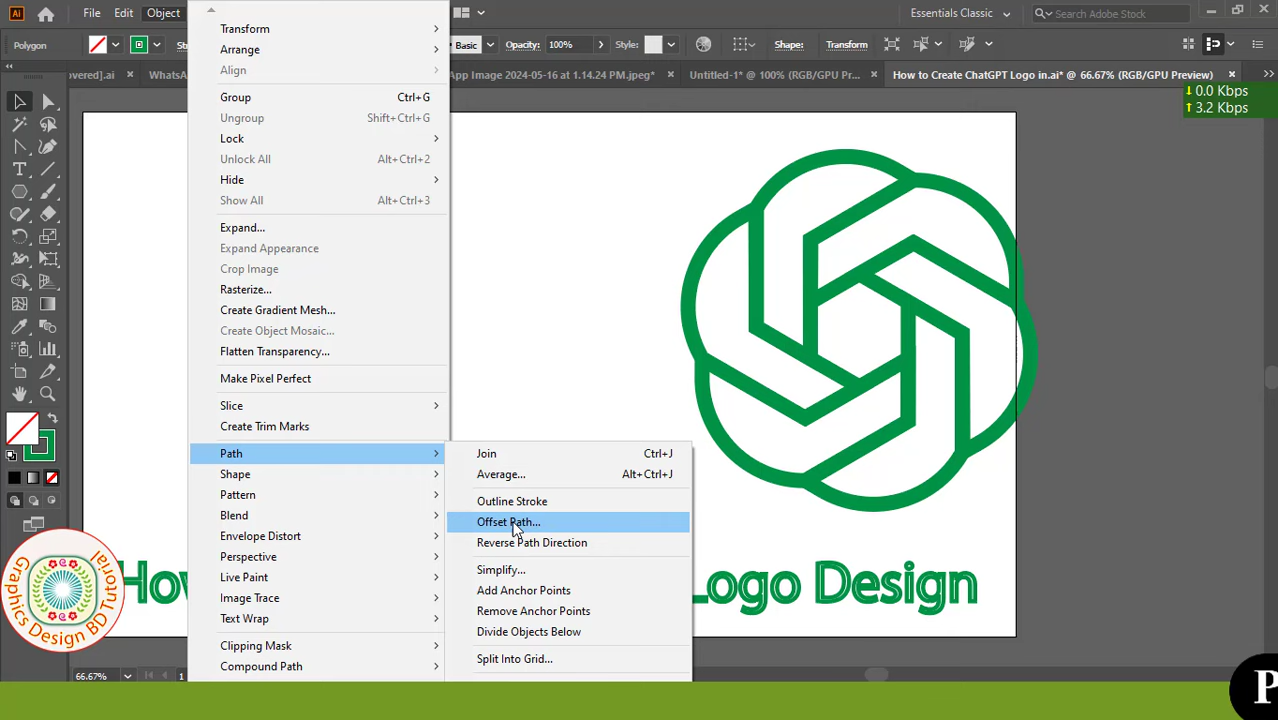 Ai File Edit Object Essentials Classic Search Adobe Stock
Polygon Basic Opacity: 100% Style: Shape: Transform
overed].ai WhatsA App Image 2024-05-16 at 1.14.24 PM.jpeg* Untitled-1* @ 100% (RGB/GPU Pr... How to Create ChatGPT Logo in.ai* @ 66.67% (RGB/GPU Preview)
0.0 Kbps
3.2 Kbps
Transform
Arrange
Align
Group Ctrl+G
Ungroup Shift+Ctrl+G
Lock
Unlock All Alt+Ctrl+2
Hide
Show All Alt+Ctrl+3
Expand...
Expand Appearance
Crop Image
Rasterize...
Create Gradient Mesh...
Create Object Mosaic...
Flatten Transparency...
Make Pixel Perfect
Slice
Create Trim Marks
Path
Shape
Pattern
Blend
Envelope Distort
Perspective
Live Paint
Image Trace
Text Wrap
Clipping Mask
Compound Path
Join Ctrl+J
Average... Alt+Ctrl+J
Outline Stroke
Offset Path...
Reverse Path Direction
Simplify...
Add Anchor Points
Remove Anchor Points
Divide Objects Below
Split Into Grid...
How Logo Design
Graphics Design BD Tutorial
66.67% 1
P